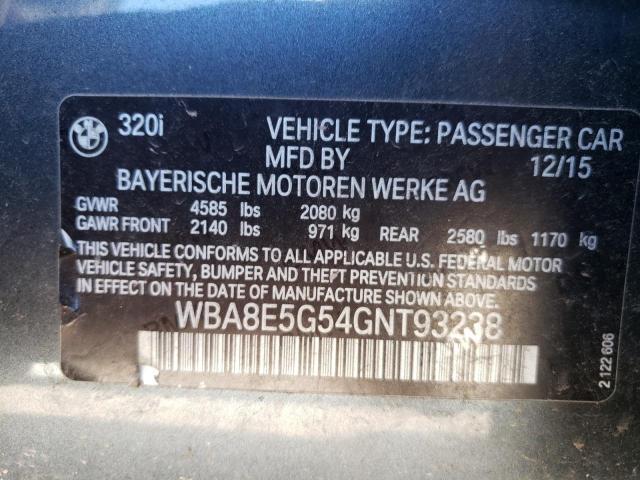 320i
VEHICLE TYPE: PASSENGER CAR
MFD BY 12/15
BAYERISCHE MOTOREN WERKE AG
GVWR 4585 lbs 2080 kg
GAWR FRONT 2140 lbs 971 kg REAR 2580 lbs 1170 kg
THIS VEHICLE CONFORMS TO ALL APPLICABLE U.S. FEDERAL MOTOR
VEHICLE SAFETY, BUMPER AND THEFT PREVENTION STANDARDS
IN EFFECT ON THE DATE OF MANUFACTURE SHOWN ABOVE.
WBA8E5G54GNT93238
2 122 606